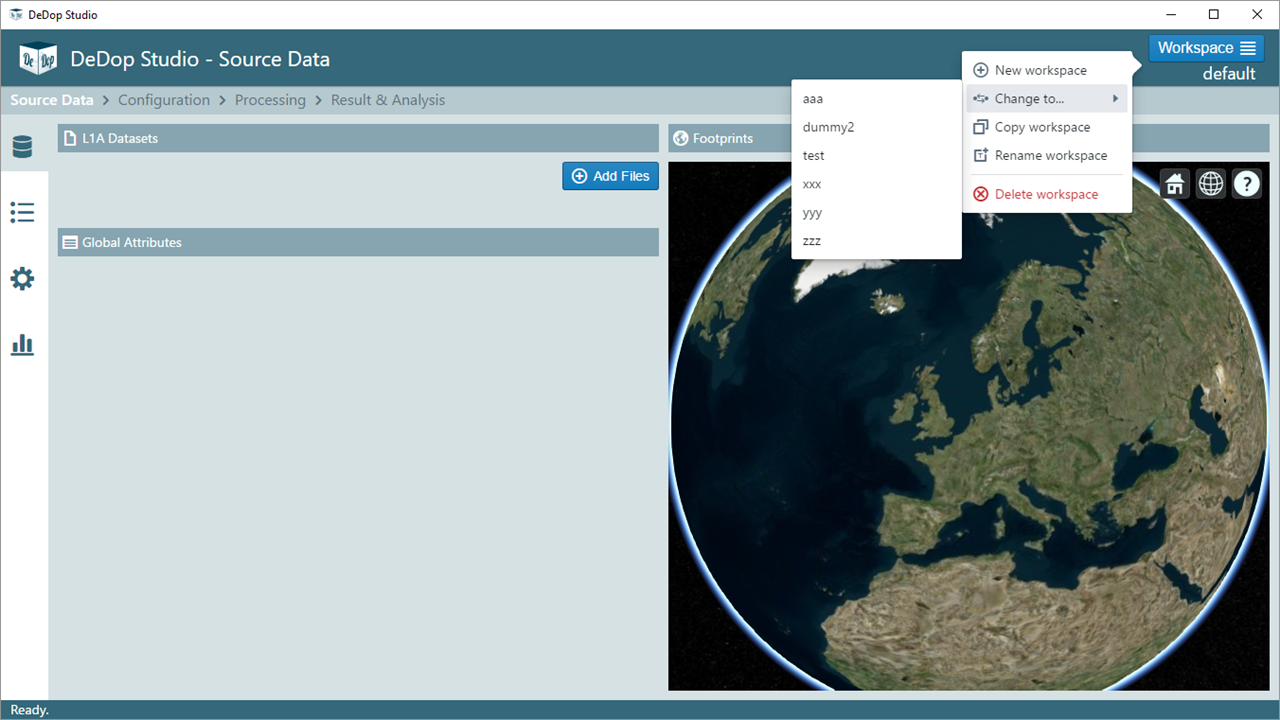 DeDop Studio
De Dop
DeDop Studio - Source Data
Workspace
default
Source Data > Configuration > Processing > Result & Analysis
New workspace
Change to...
Copy workspace
Rename workspace
Delete workspace
aaa
dummy2
test
xxx
yyy
zzz
L1A Datasets
Add Files
Global Attributes
Footprints
?
Ready.